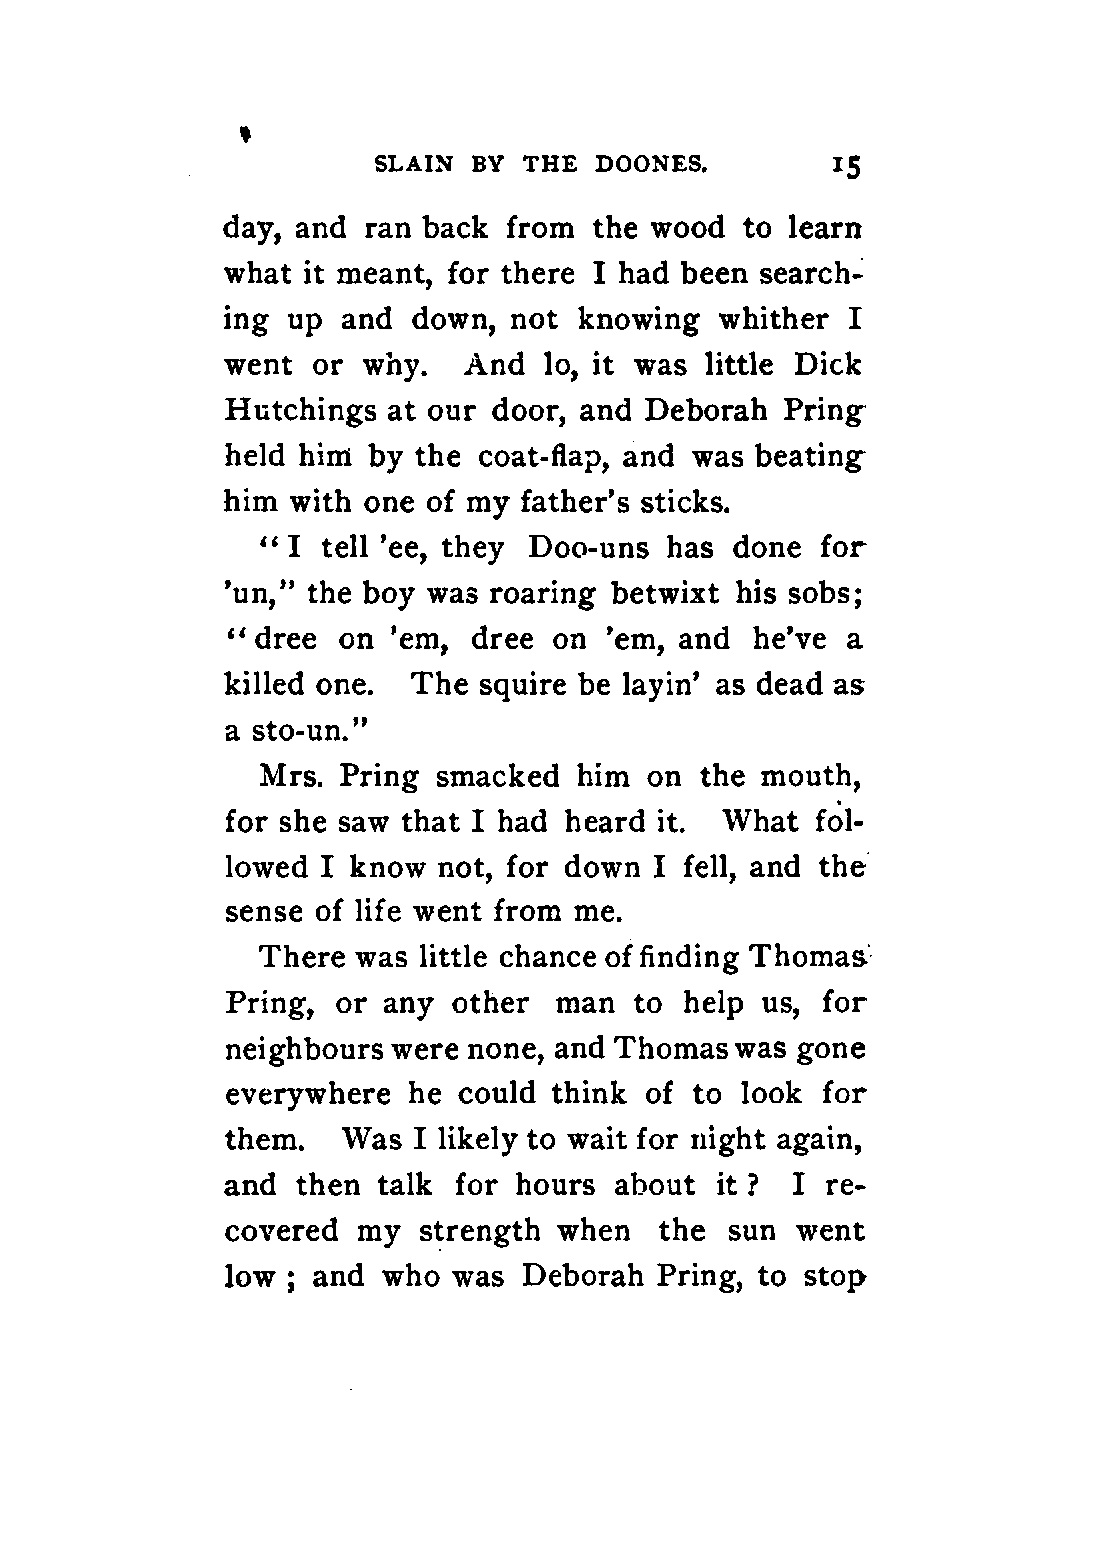 SLAIN BY THE DOONES. 15
day, and ran back from the wood to learn
what it meant, for there I had been search-
ing up and down, not knowing whither I
went or why. And lo, it was little Dick
Hutchings at our door, and Deborah Pring
held him by the coat-flap, and was beating
him with one of my father's sticks.
"I tell 'ee, they Doo-uns has done for
'un," the boy was roaring betwixt his sobs;
"dree on 'em, dree on 'em, and he've a
killed one. The squire be layin' as dead as
a sto-un."
Mrs. Pring smacked him on the mouth,
for she saw that I had heard it. What fol-
lowed I know not, for down I fell, and the
sense of life went from me.
There was little chance of finding Thomas
Pring, or any other man to help us, for
neighbours were none, and Thomas was gone
everywhere he could think of to look for
them. Was I likely to wait for night again,
and then talk for hours about it? I re-
covered my strength when the sun went
low; and who was Deborah Pring, to stop